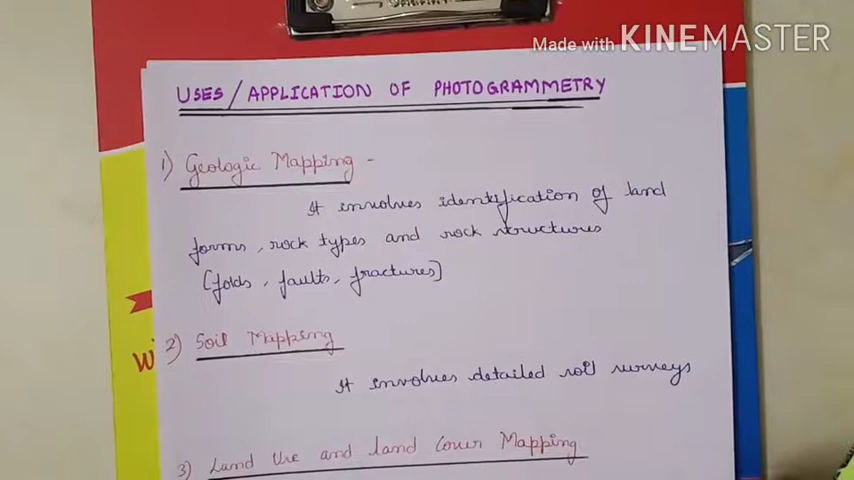 Made with KINEMASTER
USES/APPLICATION OF PHOTOGRAMMETRY
1) Geologic Mapping -
It involves identification of land
forms, rock types and rock structures
[folds, faults, fractures]
2) Soil Mapping
It involves detailed soil surveys
3) Land Use and land Cover Mapping